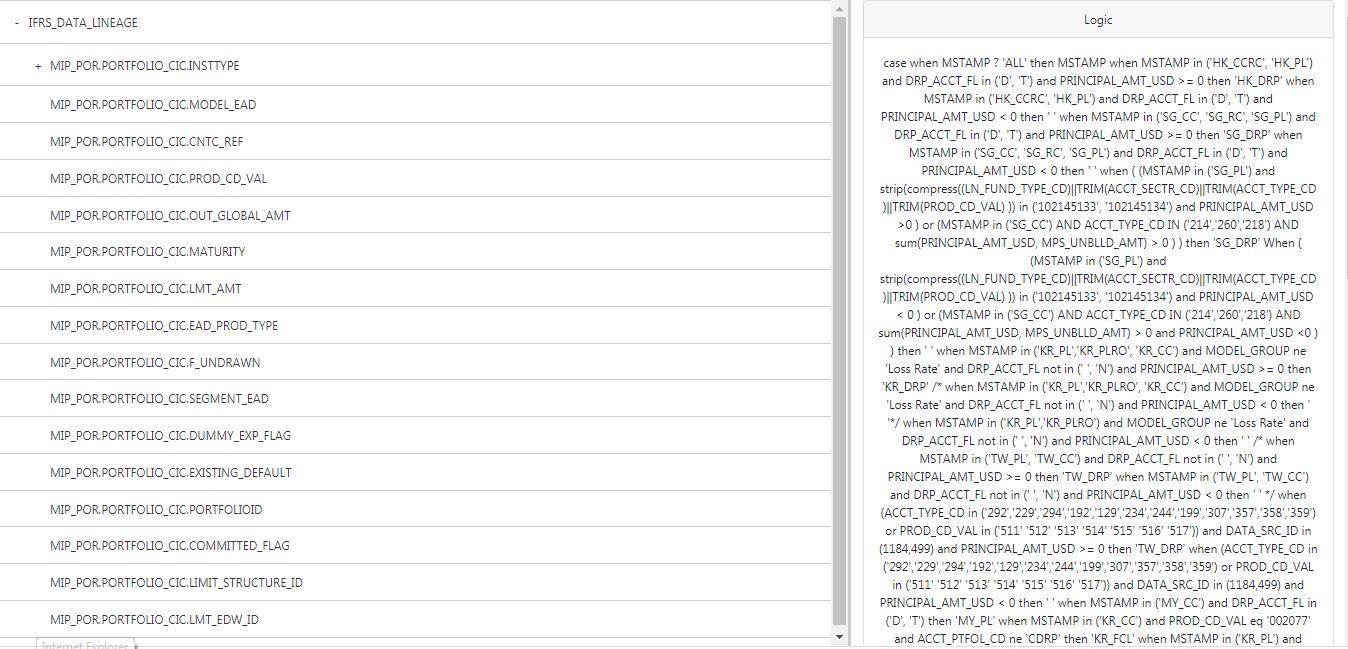 - IFRS_DATA_LINEAGE
+ MIP_POR.PORTFOLIO_CIC.INSTTYPE
MIP_POR.PORTFOLIO_CIC.MODEL_EAD
MIP_POR.PORTFOLIO_CIC.CNTC_REF
MIP_POR.PORTFOLIO_CIC.PROD_CD_VAL
MIP_POR.PORTFOLIO_CIC.OUT_GLOBAL_AMT
MIP_POR.PORTFOLIO_CIC.MATURITY
MIP_POR.PORTFOLIO_CIC.LMT_AMT
MIP_POR.PORTFOLIO_CIC.EAD_PROD_TYPE
MIP_POR.PORTFOLIO_CIC.F_UNDRAWN
MIP_POR.PORTFOLIO_CIC.SEGMENT_EAD
MIP_POR.PORTFOLIO_CIC.DUMMY_EXP_FLAG
MIP_POR.PORTFOLIO_CIC.EXISTING_DEFAULT
MIP_POR.PORTFOLIO_CIC.PORTFOLIOID
MIP_POR.PORTFOLIO_CIC.COMMITTED_FLAG
MIP_POR.PORTFOLIO_CIC.LIMIT_STRUCTURE_ID
MIP_POR.PORTFOLIO_CIC.LMT_EDW_ID
Internet Explorer
Logic
case when MSTAMP ? 'ALL' then MSTAMP when MSTAMP in ('HK_CCRC', 'HK_PL')
and DRP_ACCT_FL in ('D', 'T') and PRINCIPAL_AMT_USD >= 0 then 'HK_DRP' when
MSTAMP in ('HK_CCRC', 'HK_PL') and DRP_ACCT_FL in ('D', 'T') and
PRINCIPAL_AMT_USD < 0 then ' ' when MSTAMP in ('SG_CC', 'SG_RC', 'SG_PL') and
DRP_ACCT_FL in ('D', 'T') and PRINCIPAL_AMT_USD >= 0 then 'SG_DRP' when
MSTAMP in ('SG_CC', 'SG_RC', 'SG_PL') and DRP_ACCT_FL in ('D', 'T') and
PRINCIPAL_AMT_USD < 0 then ' ' when ( (MSTAMP in ('SG_PL') and
strip(compress((LN_FUND_TYPE_CD)||TRIM(ACCT_SECTR_CD)||TRIM(ACCT_TYPE_CD
)||TRIM(PROD_CD_VAL) )) in ('102145133', '102145134') and PRINCIPAL_AMT_USD
>0 ) or (MSTAMP in ('SG_CC') AND ACCT_TYPE_CD IN ('214','260','218') AND
sum(PRINCIPAL_AMT_USD, MPS_UNBLLD_AMT) > 0 ) ) then 'SG_DRP' When (
(MSTAMP in ('SG_PL') and
strip(compress((LN_FUND_TYPE_CD)||TRIM(ACCT_SECTR_CD)||TRIM(ACCT_TYPE_CD
)||TRIM(PROD_CD_VAL) )) in ('102145133', '102145134') and PRINCIPAL_AMT_USD
< 0 ) or (MSTAMP in ('SG_CC') AND ACCT_TYPE_CD IN ('214','260','218') AND
sum(PRINCIPAL_AMT_USD, MPS_UNBLLD_AMT) > 0 and PRINCIPAL_AMT_USD <0 )
) then ' ' when MSTAMP in ('KR_PL','KR_PLRO', 'KR_CC') and MODEL_GROUP ne
'Loss Rate' and DRP_ACCT_FL not in (' ', 'N') and PRINCIPAL_AMT_USD >= 0 then
'KR_DRP' /* when MSTAMP in ('KR_PL','KR_PLRO', 'KR_CC') and MODEL_GROUP ne
'Loss Rate' and DRP_ACCT_FL not in (' ', 'N') and PRINCIPAL_AMT_USD < 0 then '
'*/ when MSTAMP in ('KR_PL','KR_PLRO') and MODEL_GROUP ne 'Loss Rate' and
DRP_ACCT_FL not in (' ', 'N') and PRINCIPAL_AMT_USD < 0 then ' ' /* when
MSTAMP in ('TW_PL', 'TW_CC') and DRP_ACCT_FL not in (' ', 'N') and
PRINCIPAL_AMT_USD >= 0 then 'TW_DRP' when MSTAMP in ('TW_PL', 'TW_CC')
and DRP_ACCT_FL not in (' ', 'N') and PRINCIPAL_AMT_USD < 0 then ' ' */ when
(ACCT_TYPE_CD in ('292','229','294','192','129','234','244','199','307','357','358','359')
or PROD_CD_VAL in ('511' '512' '513' '514' '515' '516' '517')) and DATA_SRC_ID in
(1184,499) and PRINCIPAL_AMT_USD >= 0 then 'TW_DRP' when (ACCT_TYPE_CD in
('292','229','294','192','129','234','244','199','307','357','358','359') or PROD_CD_VAL
in ('511' '512' '513' '514' '515' '516' '517')) and DATA_SRC_ID in (1184,499) and
PRINCIPAL_AMT_USD < 0 then ' ' when MSTAMP in ('MY_CC') and DRP_ACCT_FL in
('D', 'T') then 'MY_PL' when MSTAMP in ('KR_CC') and PROD_CD_VAL eq '002077'
and ACCT_PTFOL_CD ne 'CDRP' then 'KR_FCL' when MSTAMP in ('KR_PL') and